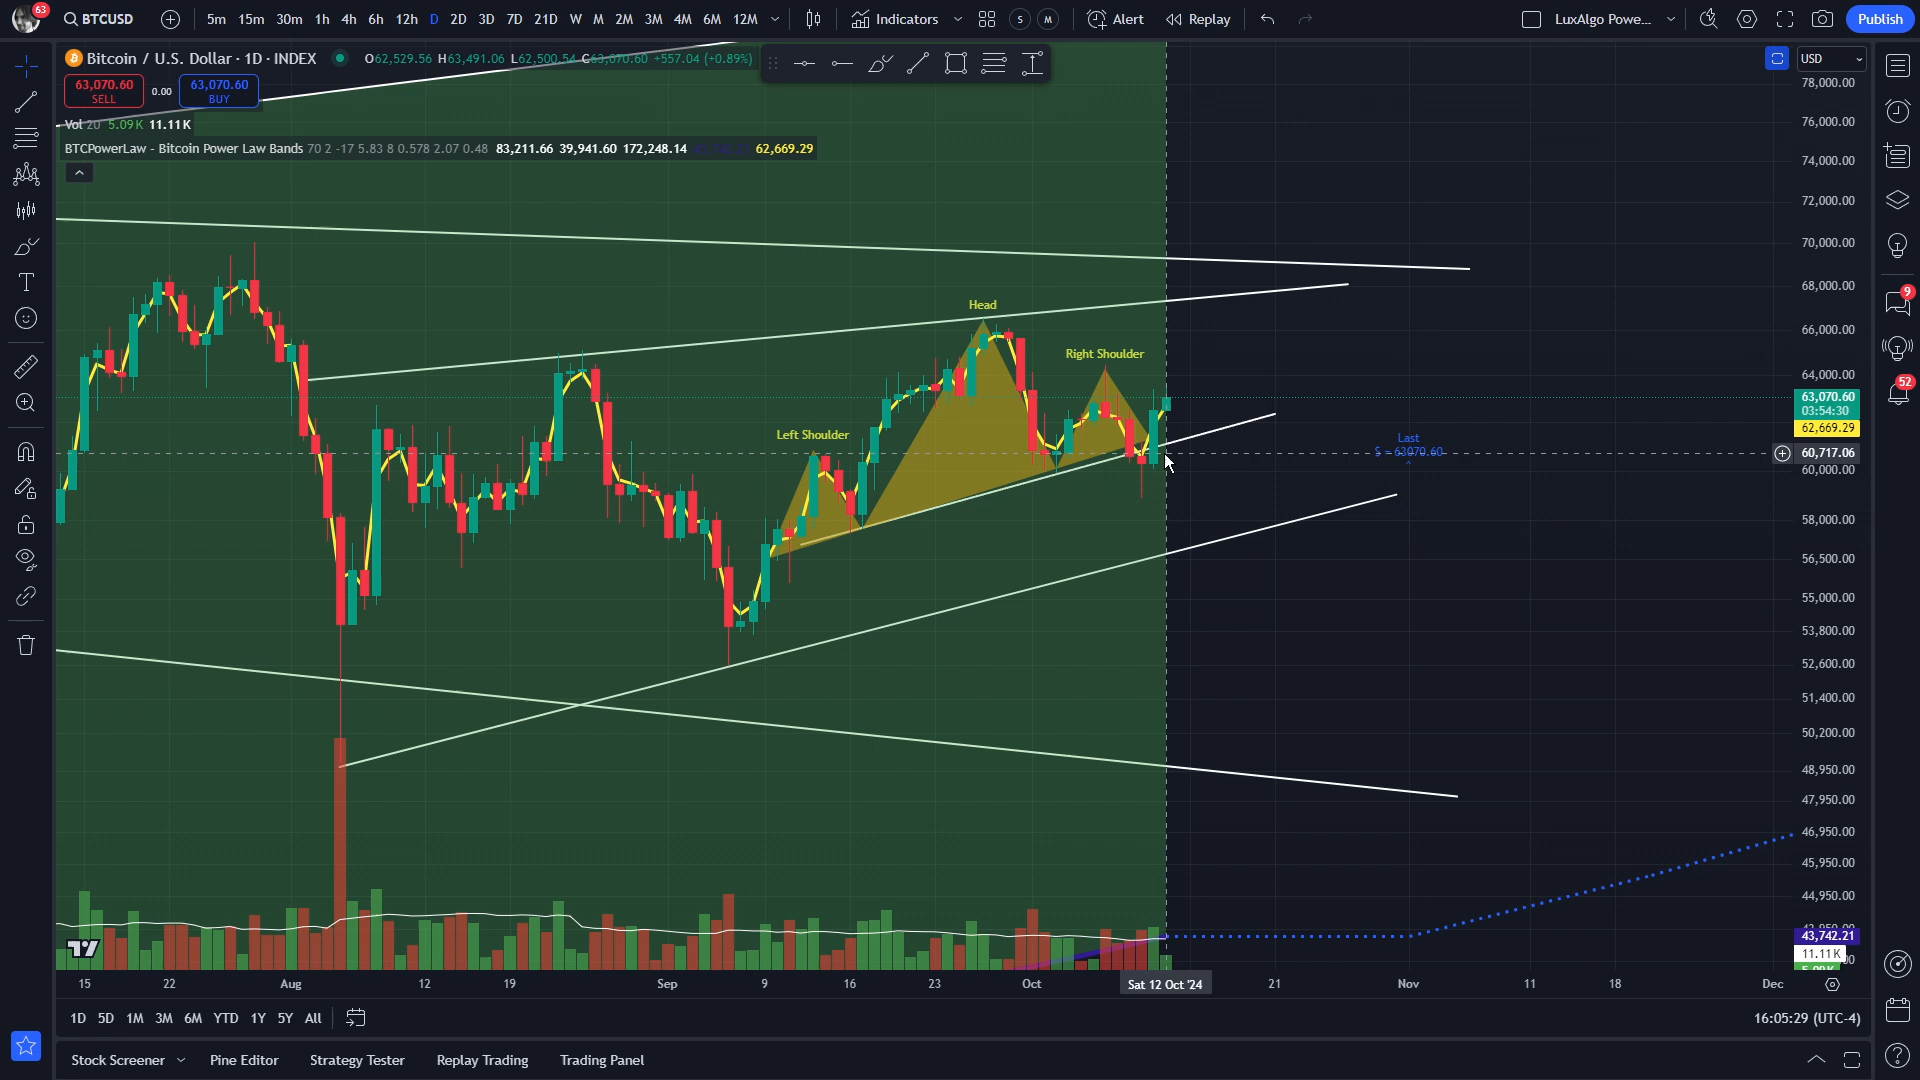 63
BTCUSD
5m 15m 30m 1h 4h 6h 12h D 2D 3D 7D 21D W M 2M 3M 4M 6M 12M
Indicators
S M
Alert
Replay
LuxAlgo Powe...
Publish
Bitcoin / U.S. Dollar · 1D · INDEX
O62,529.56 H63,491.06 L62,500.54 C63,070.60 +557.04 (+0.89%)
USD
63,070.60
SELL
0.00
63,070.60
BUY
Vol 20 5.09K 11.11K
BTCPowerLaw - Bitcoin Power Law Bands 70 2 -17 5.83 8 0.578 2.07 0.48 83,211.66 39,941.60 172,248.14 62,669.29
78,000.00
76,000.00
74,000.00
72,000.00
70,000.00
68,000.00
66,000.00
64,000.00
63,070.60
03:54:30
62,669.29
60,717.06
60,000.00
58,000.00
56,500.00
55,000.00
53,800.00
52,600.00
51,400.00
50,200.00
48,950.00
47,950.00
46,950.00
45,950.00
44,950.00
43,742.21
11.11K
Head
Right Shoulder
Left Shoulder
Last
$ = 63070.60
9
52
15 22 Aug 12 19 Sep 9 16 23 Oct Sat 12 Oct '24 21 Nov 11 18 Dec
1D 5D 1M 3M 6M YTD 1Y 5Y All
16:05:29 (UTC-4)
Stock Screener Pine Editor Strategy Tester Replay Trading Trading Panel